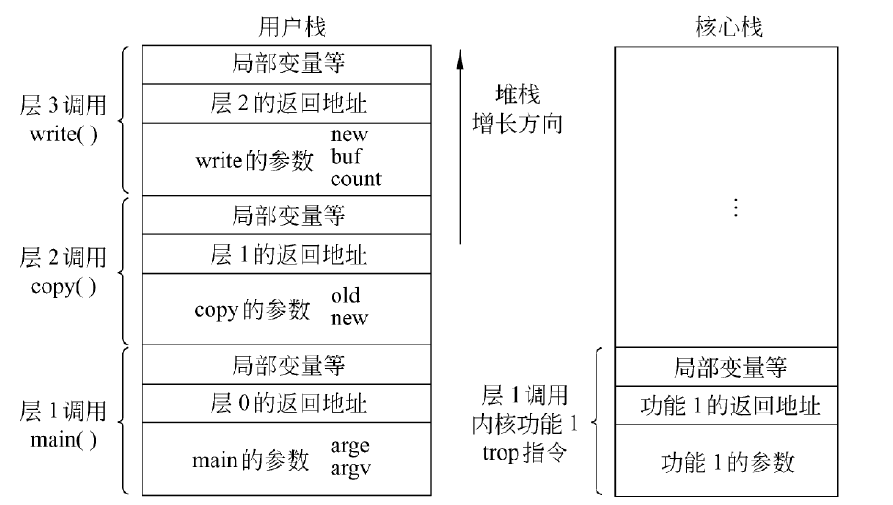 用户栈
核心栈
层 3 调用
write( )
局部变量等
层 2 的返回地址
write 的参数
new
buf
count
层 2 调用
copy( )
局部变量等
层 1 的返回地址
copy 的参数
old
new
层 1 调用
main( )
局部变量等
层 0 的返回地址
main 的参数
arge
argv
堆栈
增长方向
⋮
层 1 调用
内核功能 1
trop 指令
局部变量等
功能 1 的返回地址
功能 1 的参数